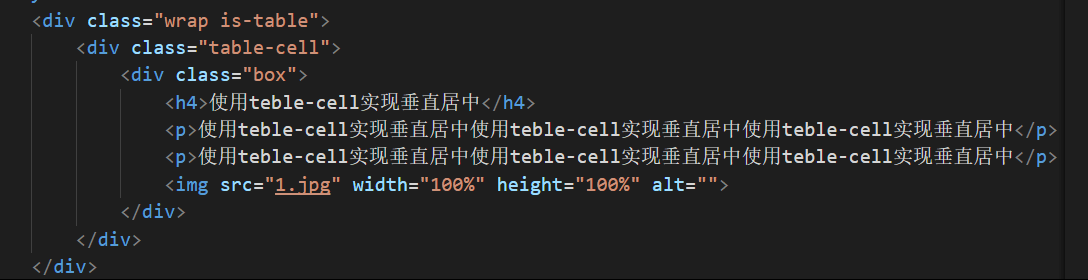 <div class="wrap is-table">
<div class="table-cell">
<div class="box">
<h4>使用teble-cell实现垂直居中</h4>
<p>使用teble-cell实现垂直居中使用teble-cell实现垂直居中使用teble-cell实现垂直居中</p>
<p>使用teble-cell实现垂直居中使用teble-cell实现垂直居中使用teble-cell实现垂直居中</p>
<img src="1.jpg" width="100%" height="100%" alt="">
</div>
</div>
</div>